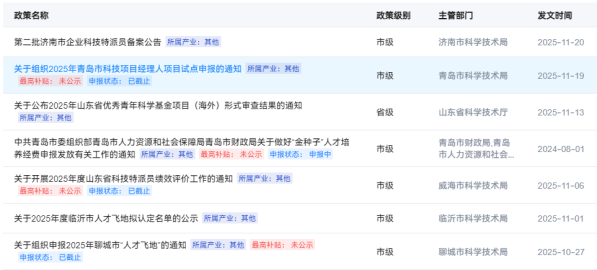 政策名称 政策级别 主管部门 发文时间
第二批济南市企业科技特派员备案公告 所属产业：其他 市级 济南市科学技术局 2025-11-20
关于组织2025年青岛市科技项目经理人项目试点申报的通知 所属产业：其他
最高补贴：未公示 申报状态：已截止 市级 青岛市科学技术局 2025-11-19
关于公布2025年山东省优秀青年科学基金项目（海外）形式审查结果的通知
所属产业：其他 省级 山东省科学技术厅 2025-11-13
中共青岛市委组织部青岛市人力资源和社会保障局青岛市财政局关于做好“金种子”人才培
养经费申报发放有关工作的通知 所属产业：其他 最高补贴：未公示 申报状态：申报中 市级 青岛市财政局,青岛
市人力资源和社会... 2024-08-01
关于开展2025年度山东省科技特派员绩效评价工作的通知 所属产业：其他
最高补贴：未公示 申报状态：已截止 市级 威海市科学技术局 2025-11-06
关于2025年度临沂市人才飞地拟认定名单的公示 所属产业：其他 市级 临沂市科学技术局 2025-11-01
关于组织申报2025年聊城市“人才飞地”的通知 所属产业：其他 最高补贴：未公示
申报状态：已截止 市级 聊城市科学技术局 2025-10-27